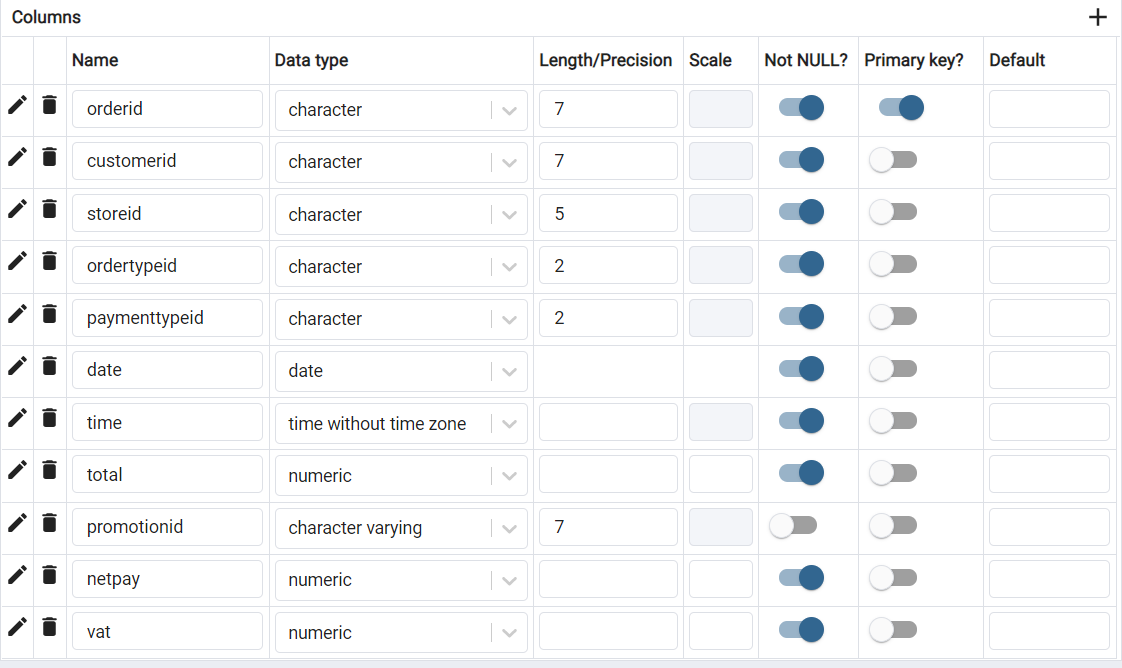 Columns
Name Data type Length/Precision Scale Not NULL? Primary key? Default
orderid character 7
customerid character 7
storeid character 5
ordertypeid character 2
paymenttypeid character 2
date date
time time without time zone
total numeric
promotionid character varying 7
netpay numeric
vat numeric